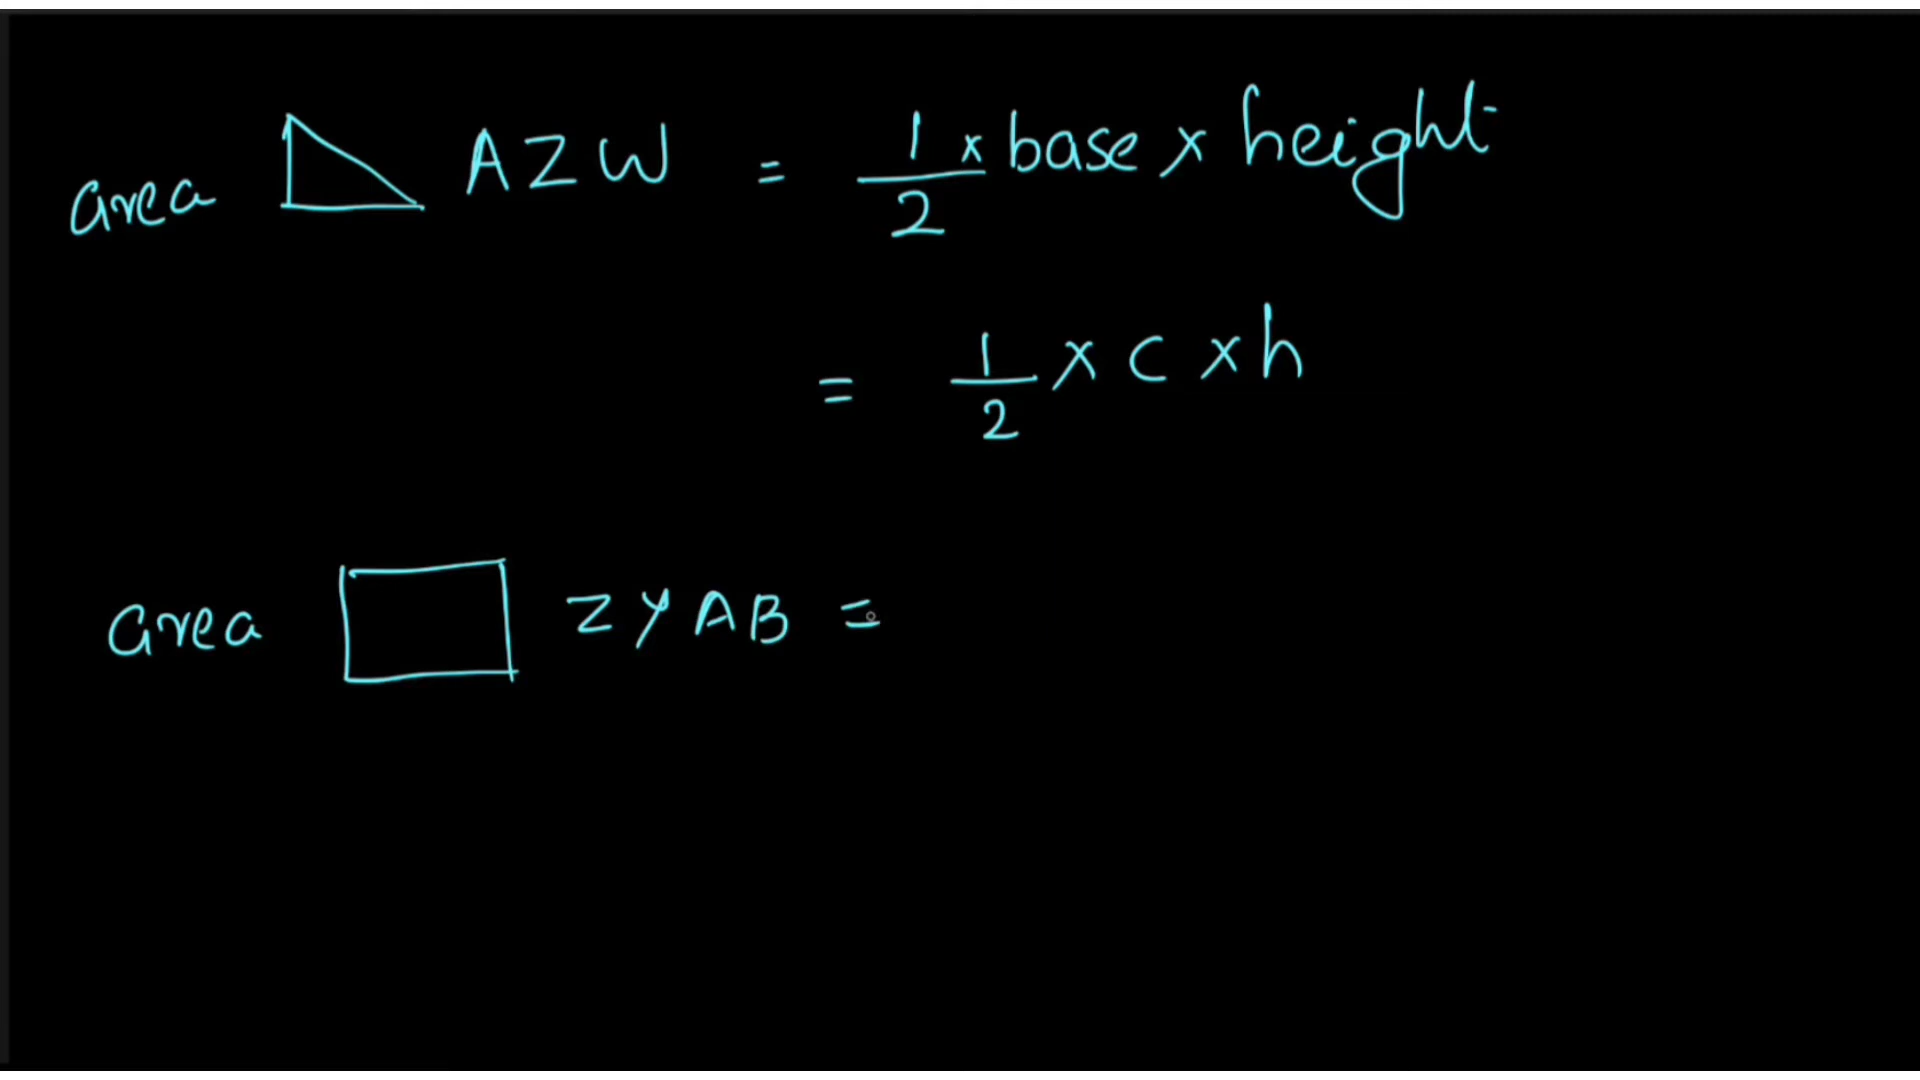 area AZW = 1/2 x base x height
= 1/2 x c x h
area ZYAB =